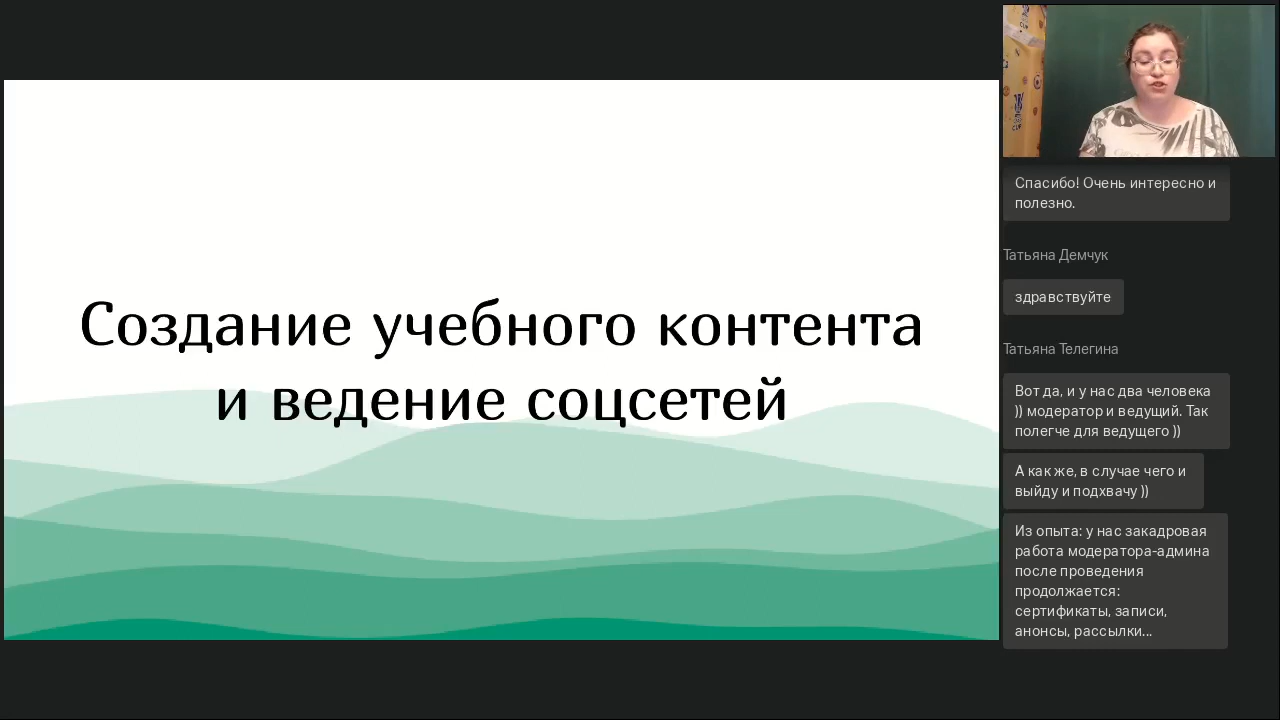 Создание учебного контента
и ведение соцсетей
Спасибо! Очень интересно и
полезно.
Татьяна Демчук
здравствуйте
Татьяна Телегина
Вот да, и у нас два человека
)) модератор и ведущий. Так
полегче для ведущего ))
А как же, в случае чего и
выйду и подхвачу ))
Из опыта: у нас закадровая
работа модератора-админа
после проведения
продолжается:
сертификаты, записи,
анонсы, рассылки...